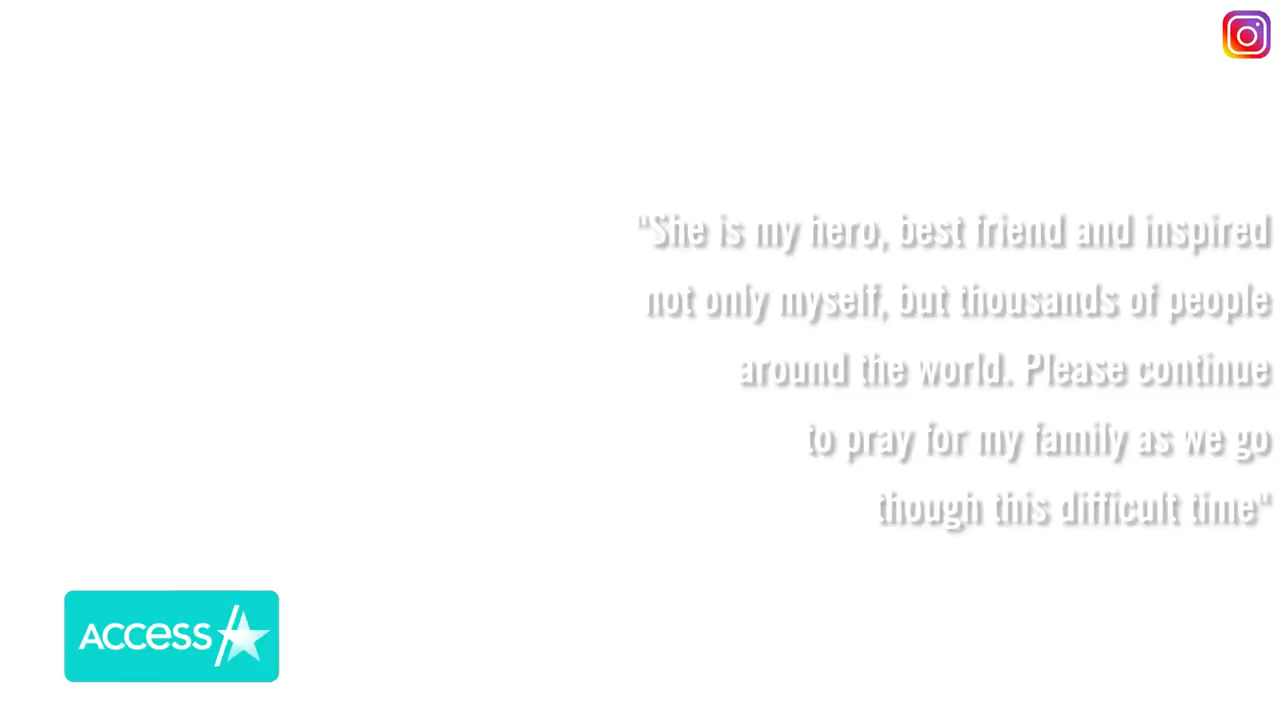 "She is my hero, best friend and inspired
not only myself, but thousands of people
around the world. Please continue
to pray for my family as we go
though this difficult time"
ACCESS